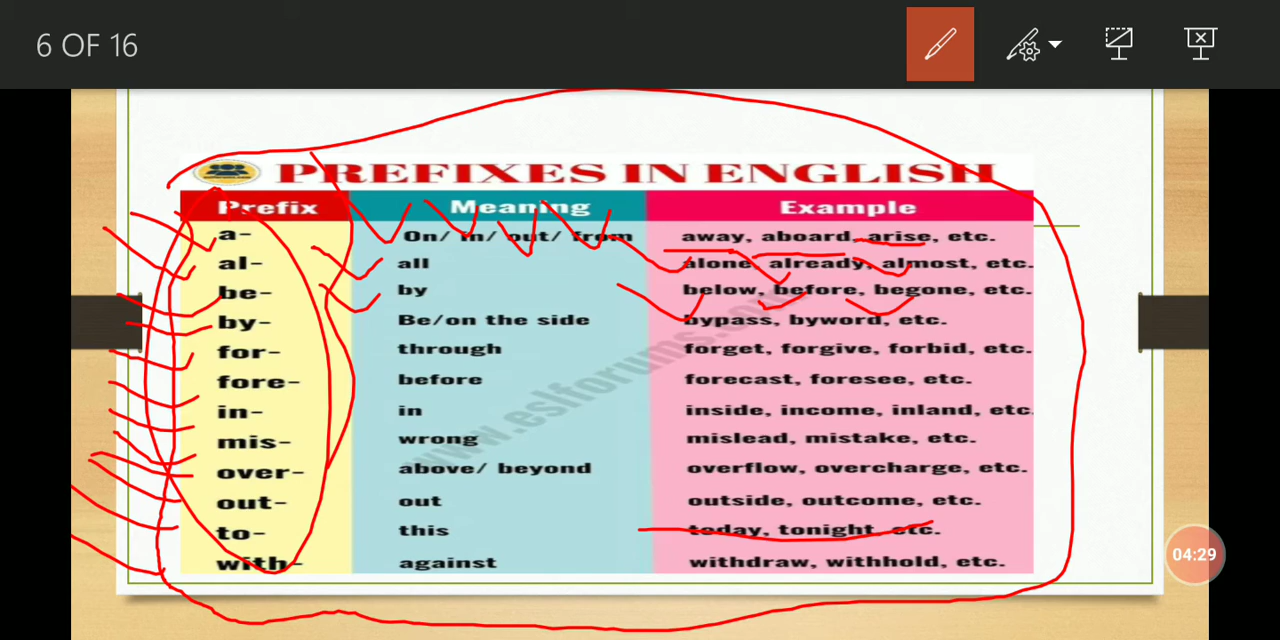 6 OF 16
PREFIXES IN ENGLISH
Prefix Meaning Example
a- On/ in/ out/ from away, aboard, arise, etc.
al- all alone, already, almost, etc.
be- by below, before, begone, etc.
by- Be/on the side bypass, byword, etc.
for- through forget, forgive, forbid, etc.
fore- before forecast, foresee, etc.
in- in inside, income, inland, etc.
mis- wrong mislead, mistake, etc.
over- above/ beyond overflow, overcharge, etc.
out- out outside, outcome, etc.
to- this today, tonight, etc.
with- against withdraw, withhold, etc.
www.eslforums.com
04:29